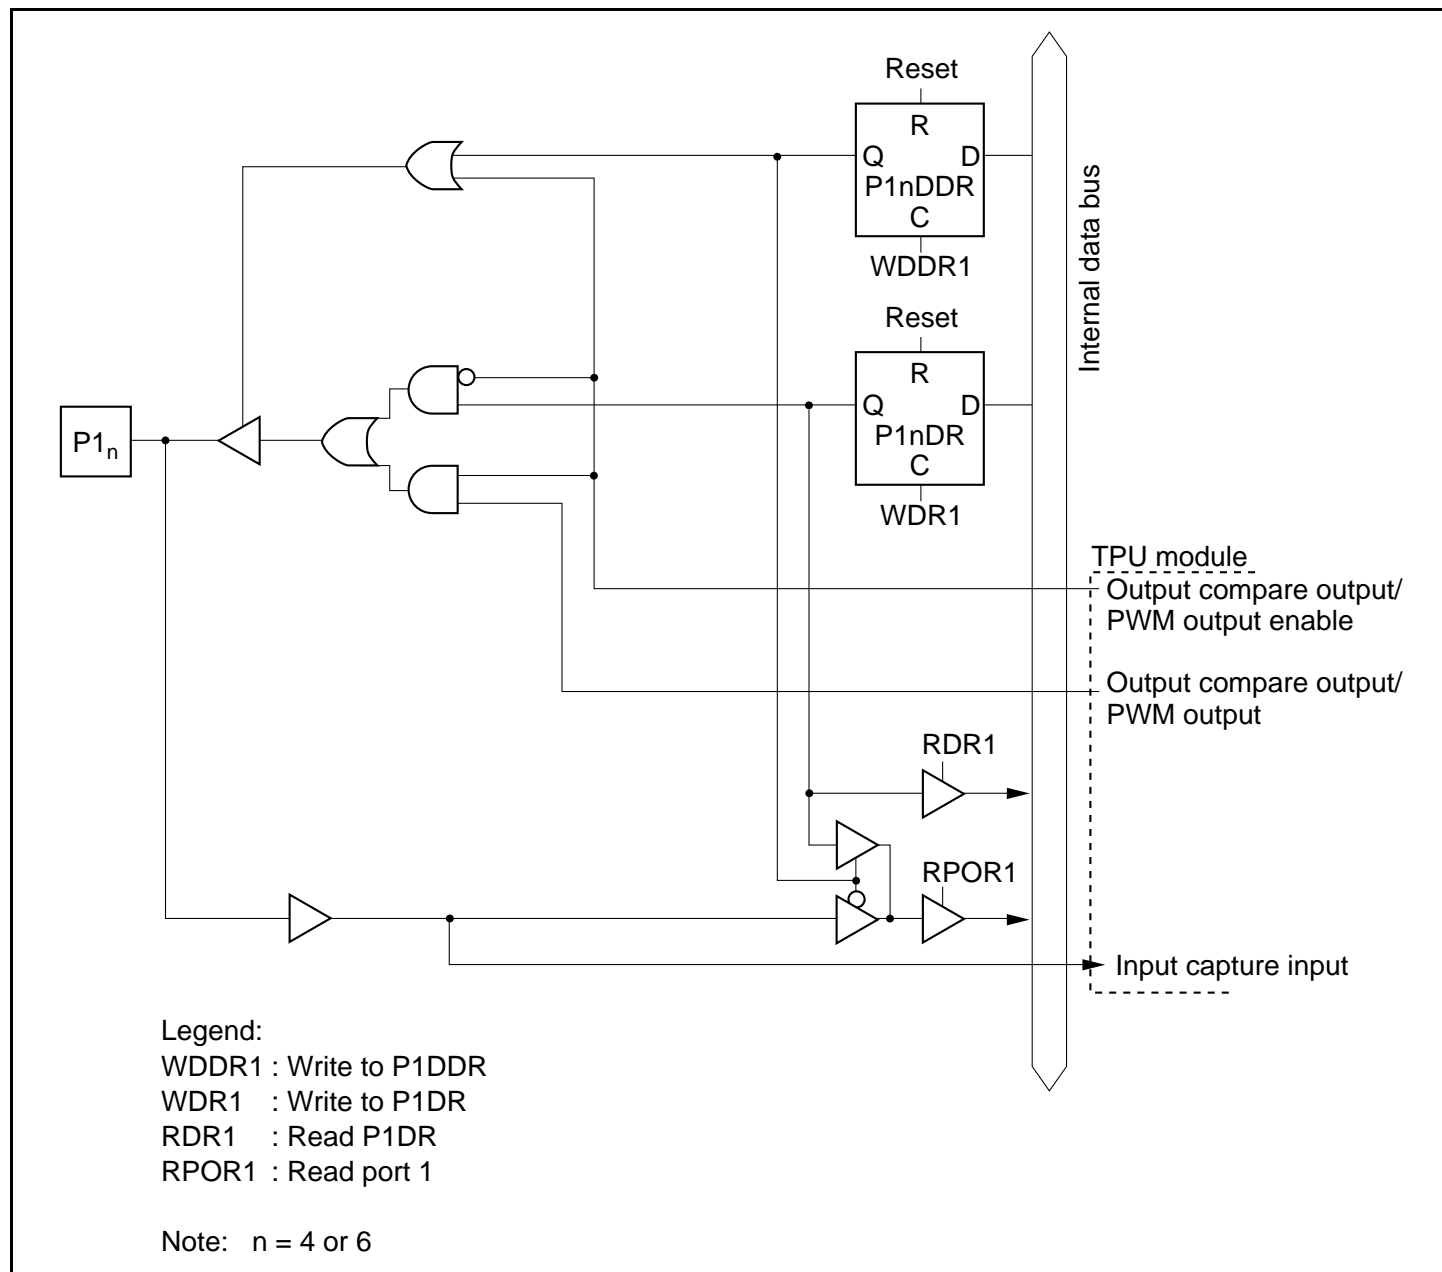 Reset
R
Q D
P1nDDR
C
WDDR1
Internal data bus
Reset
R
Q D
P1nDR
C
WDR1
P1n
TPU module
Output compare output/
PWM output enable
Output compare output/
PWM output
RDR1
RPOR1
Input capture input
Legend:
WDDR1 : Write to P1DDR
WDR1 : Write to P1DR
RDR1 : Read P1DR
RPOR1 : Read port 1
Note: n = 4 or 6